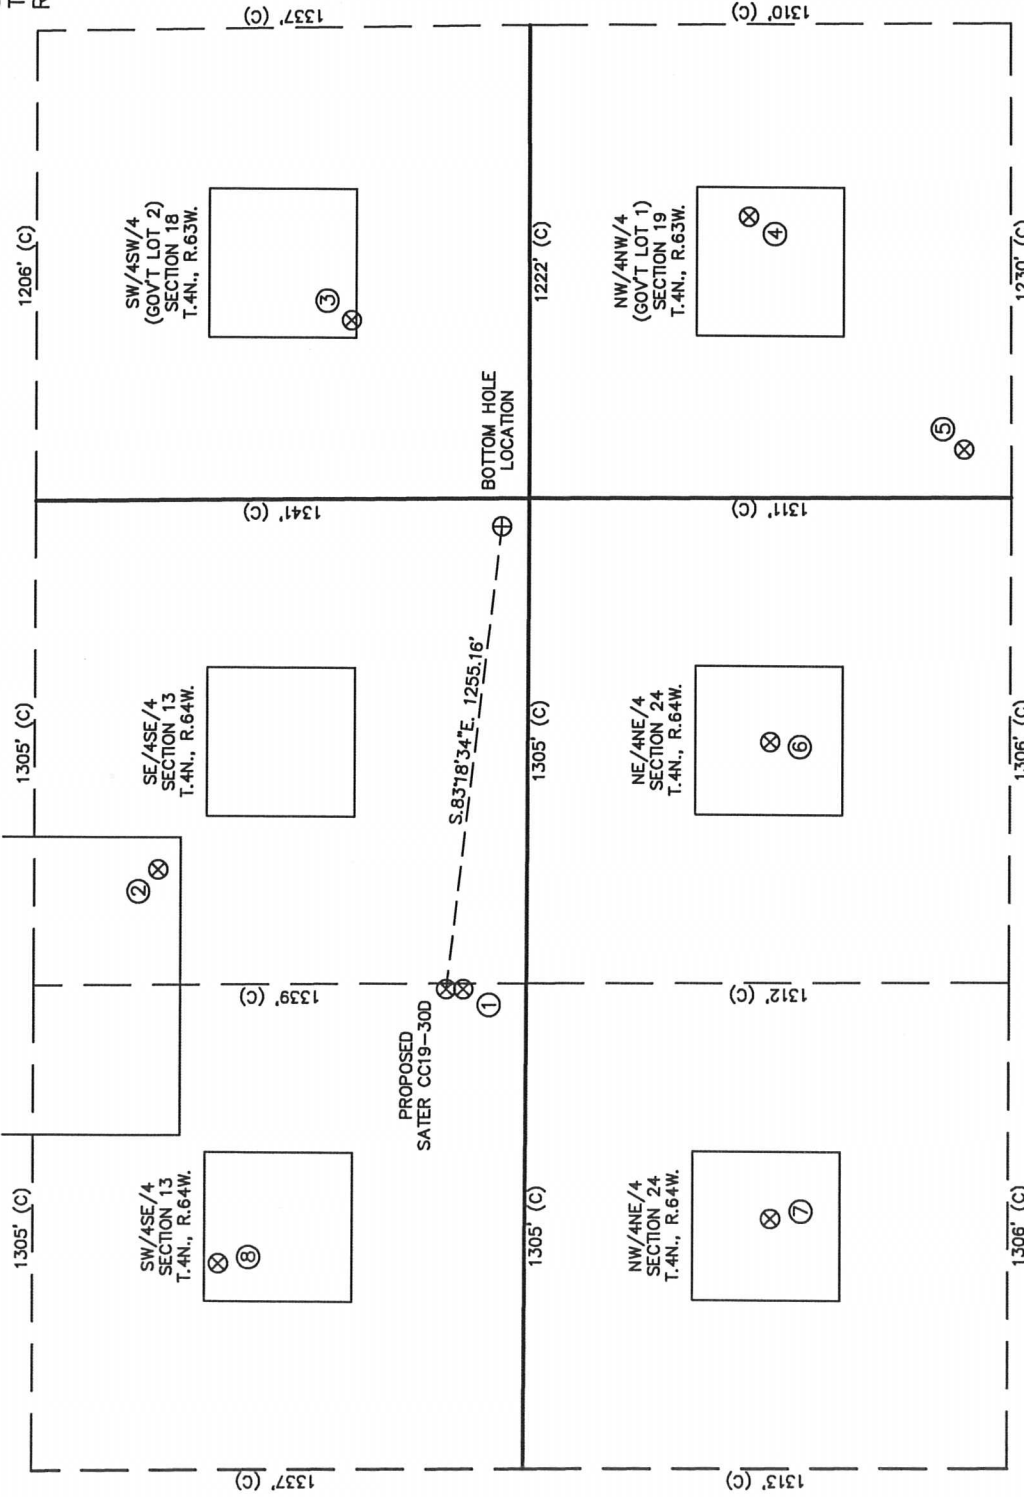 T
R
1305' (C)
1305' (C)
1206' (C)
SW/4SE/4
SECTION 13
T.4N., R.64W.
⑧
②
SE/4SE/4
SECTION 13
T.4N., R.64W.
SW/4SW/4
(GOV'T LOT 2)
SECTION 18
T.4N., R.63W.
③
1337' (C)
1339' (C)
1341' (C)
1337' (C)
PROPOSED
SATER CC19-30D
①
S.83°18'34"E. 1255.16'
BOTTOM HOLE
LOCATION
1305' (C)
1305' (C)
1222' (C)
NW/4NE/4
SECTION 24
T.4N., R.64W.
⑦
NE/4NE/4
SECTION 24
T.4N., R.64W.
⑥
NW/4NW/4
(GOV'T LOT 1)
SECTION 19
T.4N., R.63W.
④
⑤
1313' (C)
1312' (C)
1311' (C)
1310' (C)
1306' (C)
1306' (C)
1230' (C)